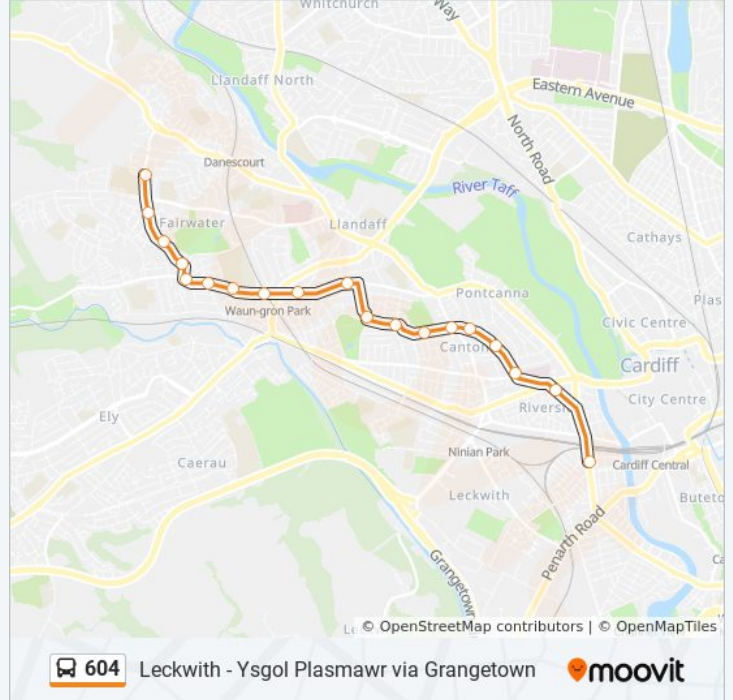 Whitchurch
Way
Llandaff North
Eastern Avenue
North Road
Danescourt
River Taff
Fairwater
Llandaff
Cathays
Pontcanna
Plas
Waun-gron Park
Civic Centre
Canton
Cardiff
City Centre
Ely
Ninian Park
Caerau
Cardiff Central
Leckwith
Buteto
Penarth Road
Grangetown
© OpenStreetMap contributors | © OpenMapTiles
604 Leckwith - Ysgol Plasmawr via Grangetown
moovit